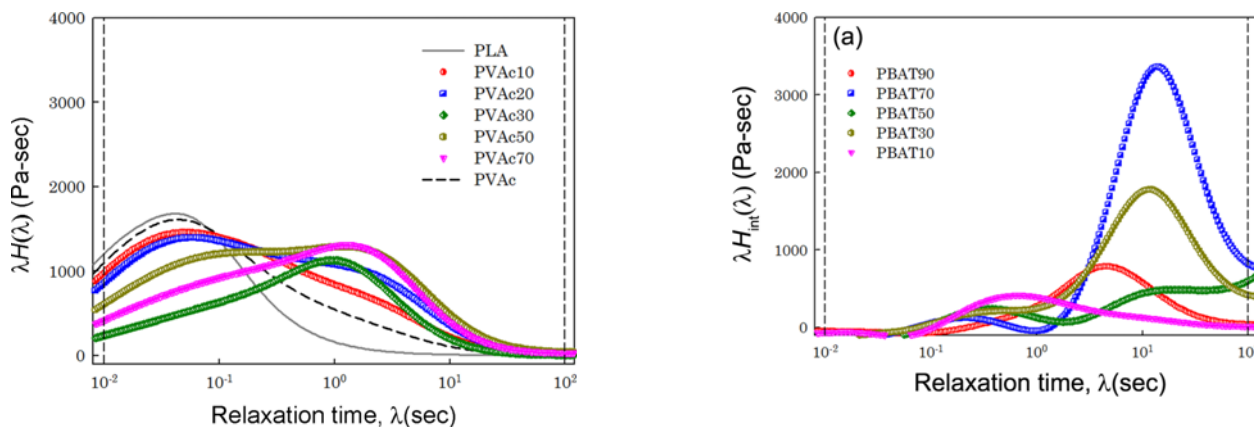 4000
3000
2000
1000
0
λH(λ) (Pa-sec)
PLA
PVAc10
PVAc20
PVAc30
PVAc50
PVAc70
PVAc
10⁻²
10⁻¹
10⁰
10¹
10²
Relaxation time, λ(sec)
(a)
4000
3000
2000
1000
0
λHint(λ) (Pa-sec)
PBAT90
PBAT70
PBAT50
PBAT30
PBAT10
10⁻²
10⁻¹
10⁰
10¹
10²
Relaxation time, λ(sec)